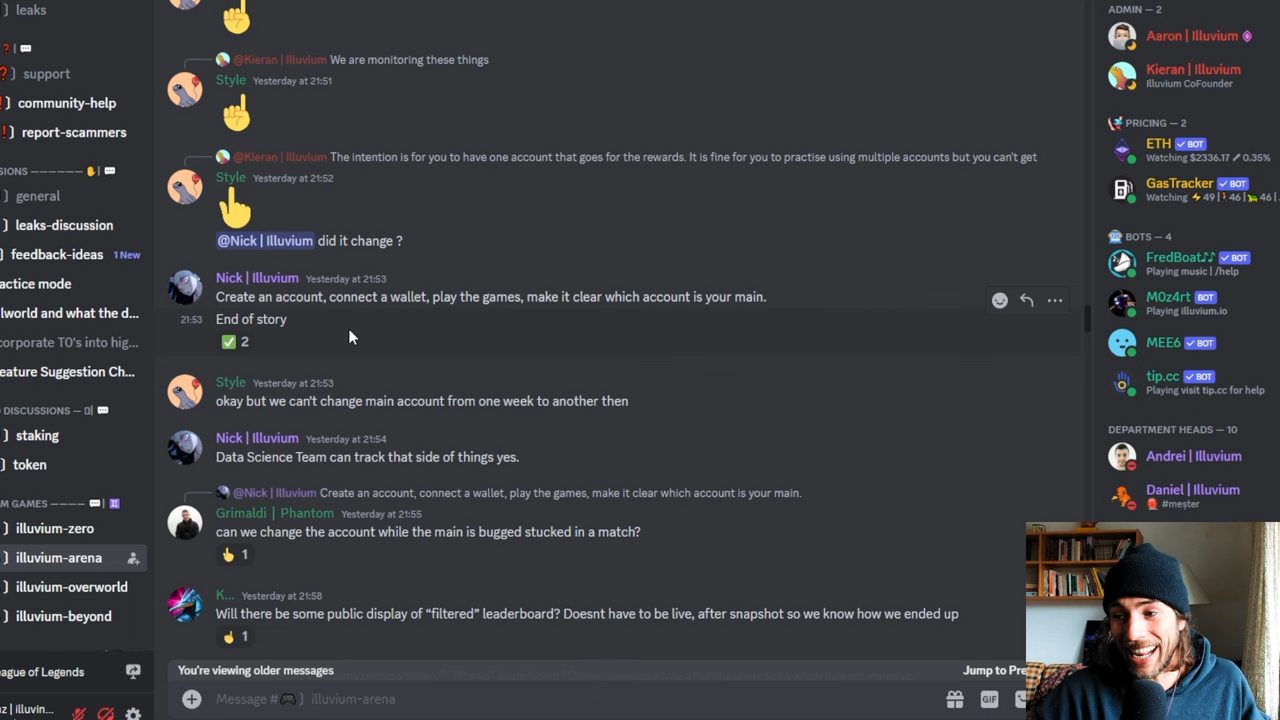 leaks
support
community-help
report-scammers
SIONS
general
leaks-discussion
feedback-ideas 1 New
actice mode
lworld and what the d...
corporate T0's into hig...
eature Suggestion Ch...
DISCUSSIONS
staking
token
M GAMES
illuvium-zero
illuvium-arena
illuvium-overworld
illuvium-beyond
eague of Legends
z | illuvin...
@Kieran | Illuvium We are monitoring these things
Style Yesterday at 21:51
@Kieran | Illuvium The intention is for you to have one account that goes for the rewards. It is fine for you to practise using multiple accounts but you can't get
Style Yesterday at 21:52
@Nick | Illuvium did it change ?
Nick | Illuvium Yesterday at 21:53
Create an account, connect a wallet, play the games, make it clear which account is your main.
21:53 End of story
2
Style Yesterday at 21:53
okay but we can't change main account from one week to another then
Nick | Illuvium Yesterday at 21:54
Data Science Team can track that side of things yes.
@Nick | Illuvium Create an account, connect a wallet, play the games, make it clear which account is your main.
Grimaldi | Phantom Yesterday at 21:55
can we change the account while the main is bugged stucked in a match?
1
K... Yesterday at 21:58
Will there be some public display of “filtered” leaderboard? Doesnt have to be live, after snapshot so we know how we ended up
1
You're viewing older messages Jump to Pre
Message # illuvium-arena
GIF
ADMIN — 2
Aaron | Illuvium
Kieran | Illuvium
Illuvium CoFounder
PRICING — 2
ETH BOT
Watching $2336.17 0.35%
GasTracker BOT
Watching 49 | 46 | 46 |
BOTS — 4
FredBoat♪♪ BOT
Playing music | /help
M0z4rt BOT
Playing illuvium.io
MEE6 BOT
tip.cc BOT
Playing visit tip.cc for help
DEPARTMENT HEADS — 10
Andrei | Illuvium
Daniel | Illuvium
#meșter